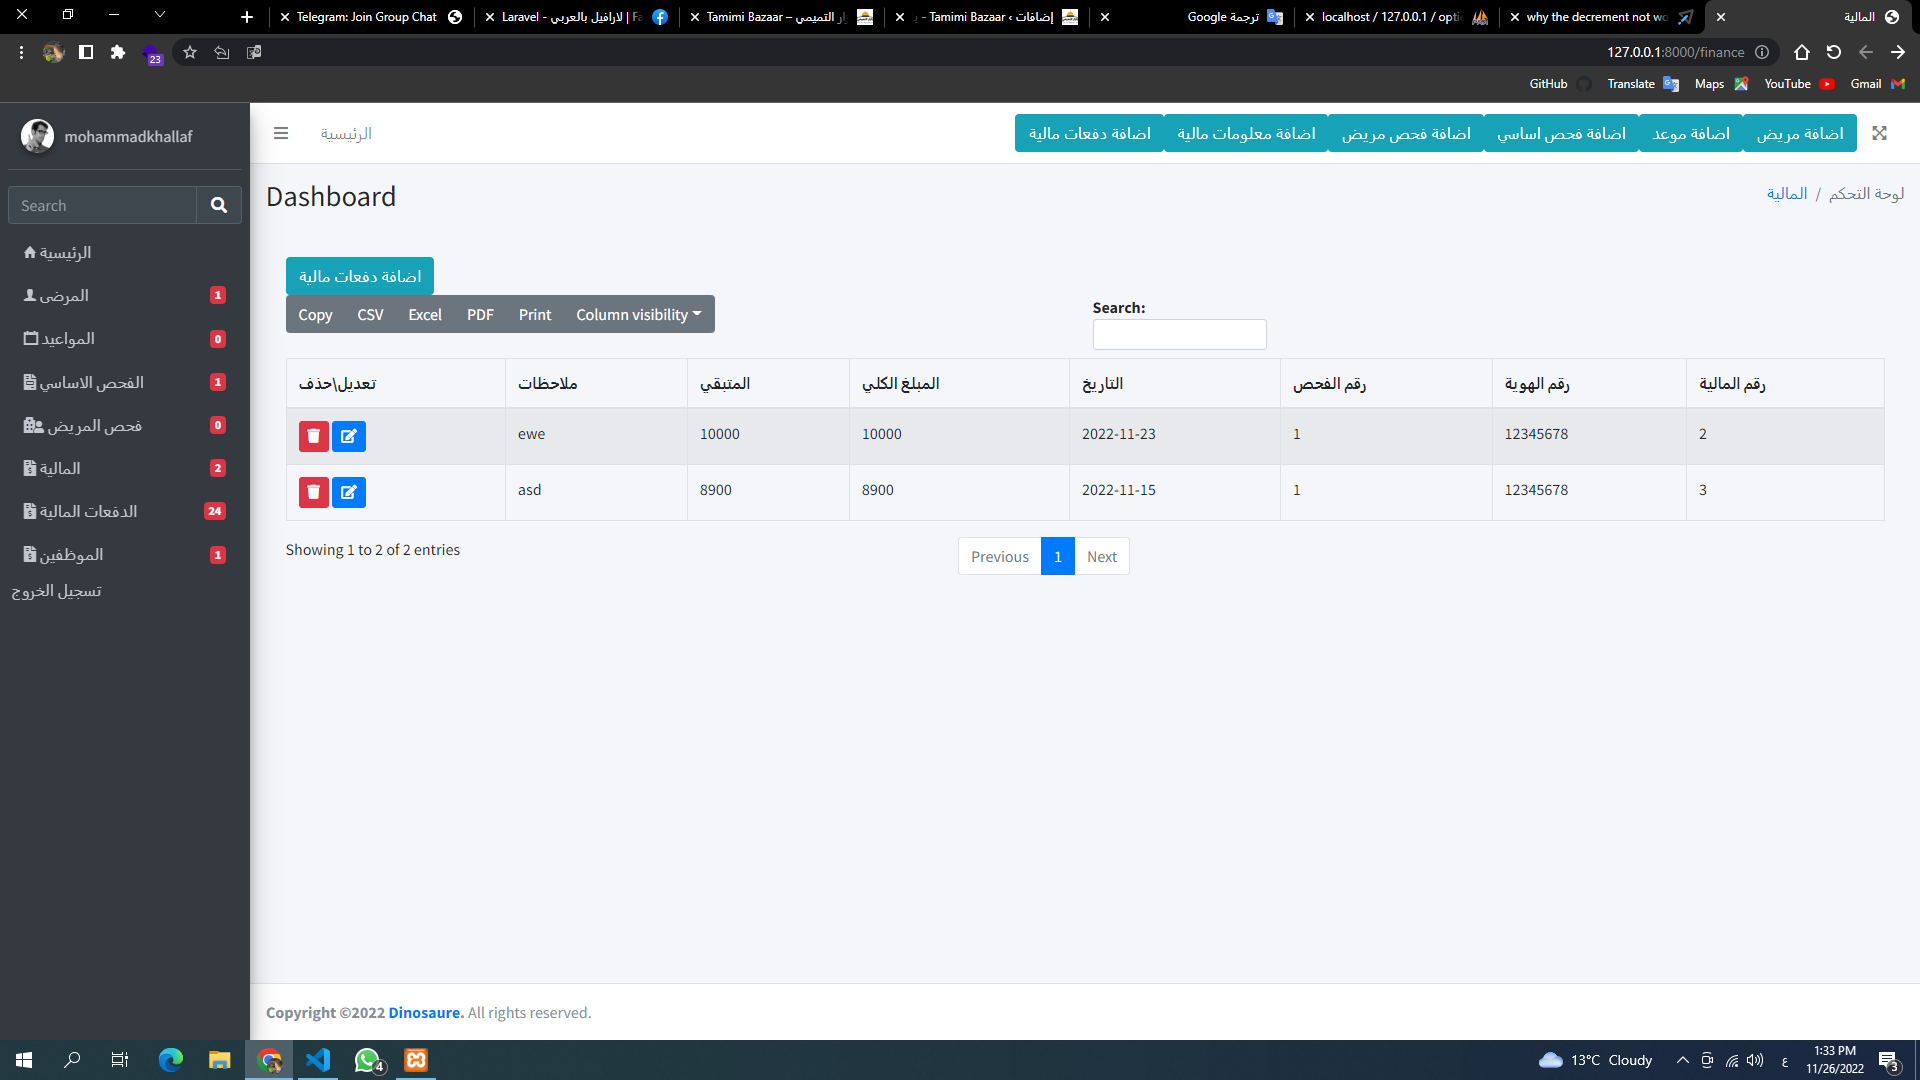 Telegram: Join Group Chat
Laravel - لارافيل بالعربي | Fa
Tamimi Bazaar – ار التميمي
إضافات ‹ Tamimi Bazaar
ترجمة Google
localhost / 127.0.0.1 / opti
why the decrement not wo
المالية
23
127.0.0.1:8000/finance
GitHub
Translate
Maps
YouTube
Gmail
mohammadkhallaf
الرئيسية
اضافة دفعات مالية
اضافة معلومات مالية
اضافة فحص مريض
اضافة فحص اساسي
اضافة موعد
اضافة مريض
Search
Dashboard
لوحة التحكم / المالية
الرئيسية
المرضى 1
المواعيد 0
الفحص الاساسي 1
فحص المريض 0
المالية 2
الدفعات المالية 24
الموظفين 1
تسجيل الخروج
اضافة دفعات مالية
Copy CSV Excel PDF Print Column visibility
Search:
تعديل\حذف ملاحظات المتبقي المبلغ الكلي التاريخ رقم الفحص رقم الهوية رقم المالية
ewe 10000 10000 2022-11-23 1 12345678 2
asd 8900 8900 2022-11-15 1 12345678 3
Showing 1 to 2 of 2 entries
Previous 1 Next
Copyright ©2022 Dinosaure. All rights reserved.
4
13°C Cloudy
ع
1:33 PM
11/26/2022
3